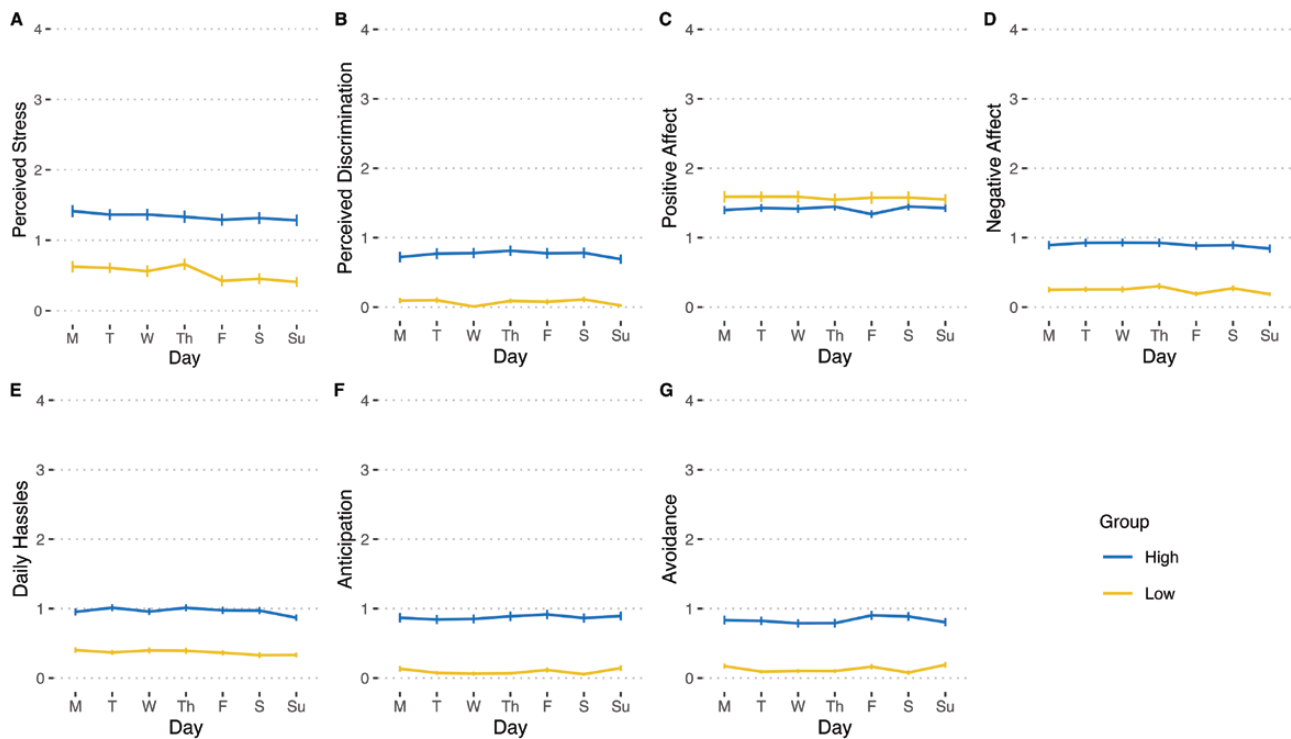 A
Perceived Stress
4
3
2
1
0
M T W Th F S Su
Day
B
Perceived Discrimination
4
3
2
1
0
M T W Th F S Su
Day
C
Positive Affect
4
3
2
1
0
M T W Th F S Su
Day
D
Negative Affect
4
3
2
1
0
M T W Th F S Su
Day
E
Daily Hassles
4
3
2
1
0
M T W Th F S Su
Day
F
Anticipation
4
3
2
1
0
M T W Th F S Su
Day
G
Avoidance
4
3
2
1
0
M T W Th F S Su
Day
Group
High
Low